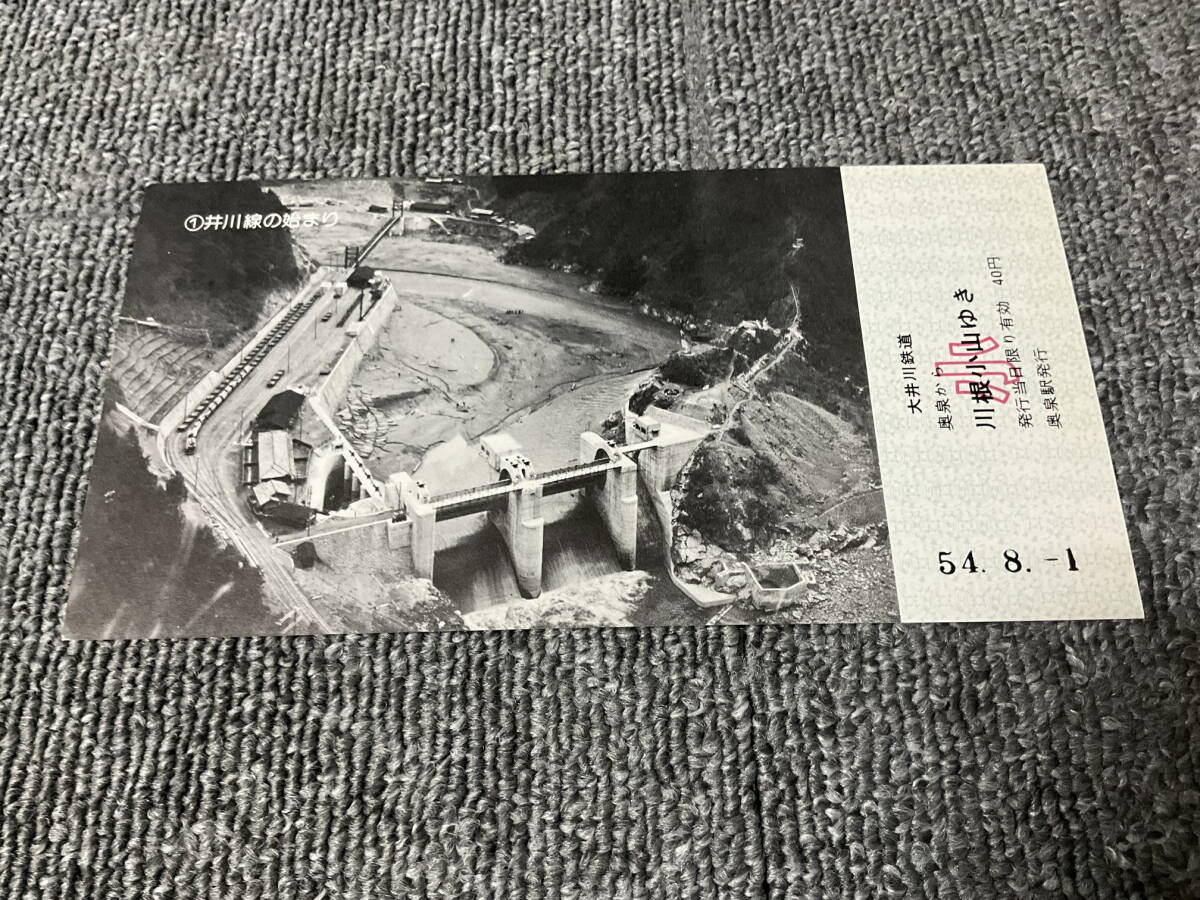 ①井川線の始まり
大井川鉄道
奥泉から
川根小山ゆき
小
発行当日限り有効 40円
奥泉駅発行
54. 8. -1